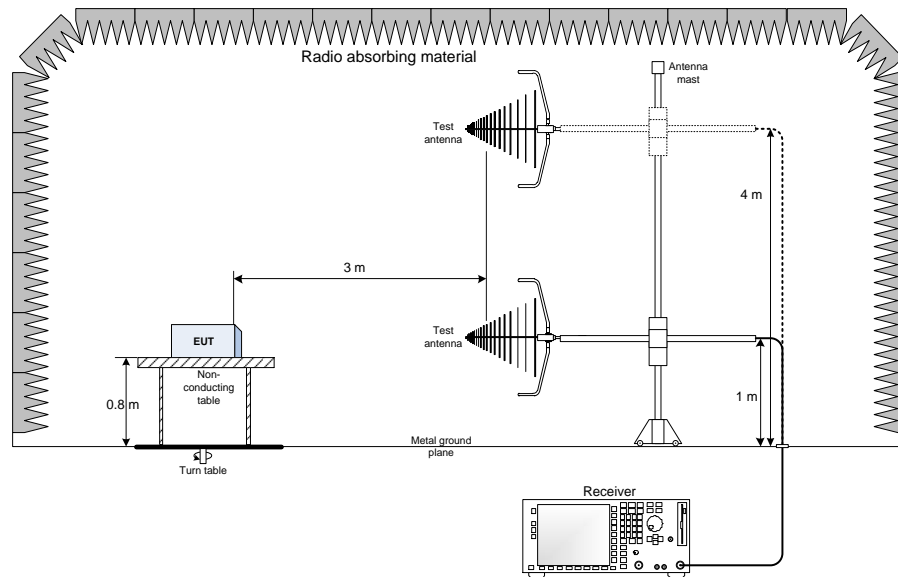 Radio absorbing material
Antenna
mast
Test
antenna
4 m
3 m
EUT
Test
antenna
Non-
conducting
table
0.8 m
1 m
Metal ground
plane
Turn table
Receiver